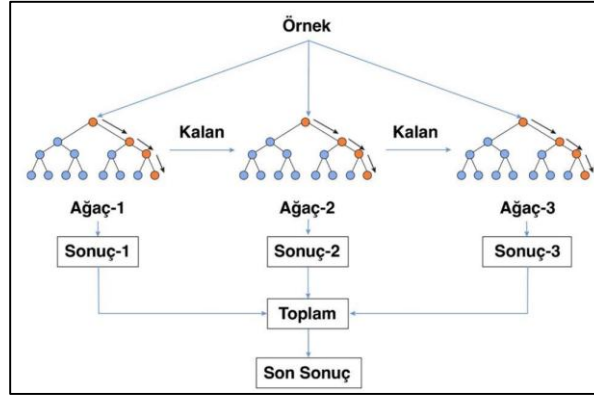 Örnek
Kalan
Kalan
Ağaç-1
Ağaç-2
Ağaç-3
Sonuç-1
Sonuç-2
Sonuç-3
Toplam
Son Sonuç